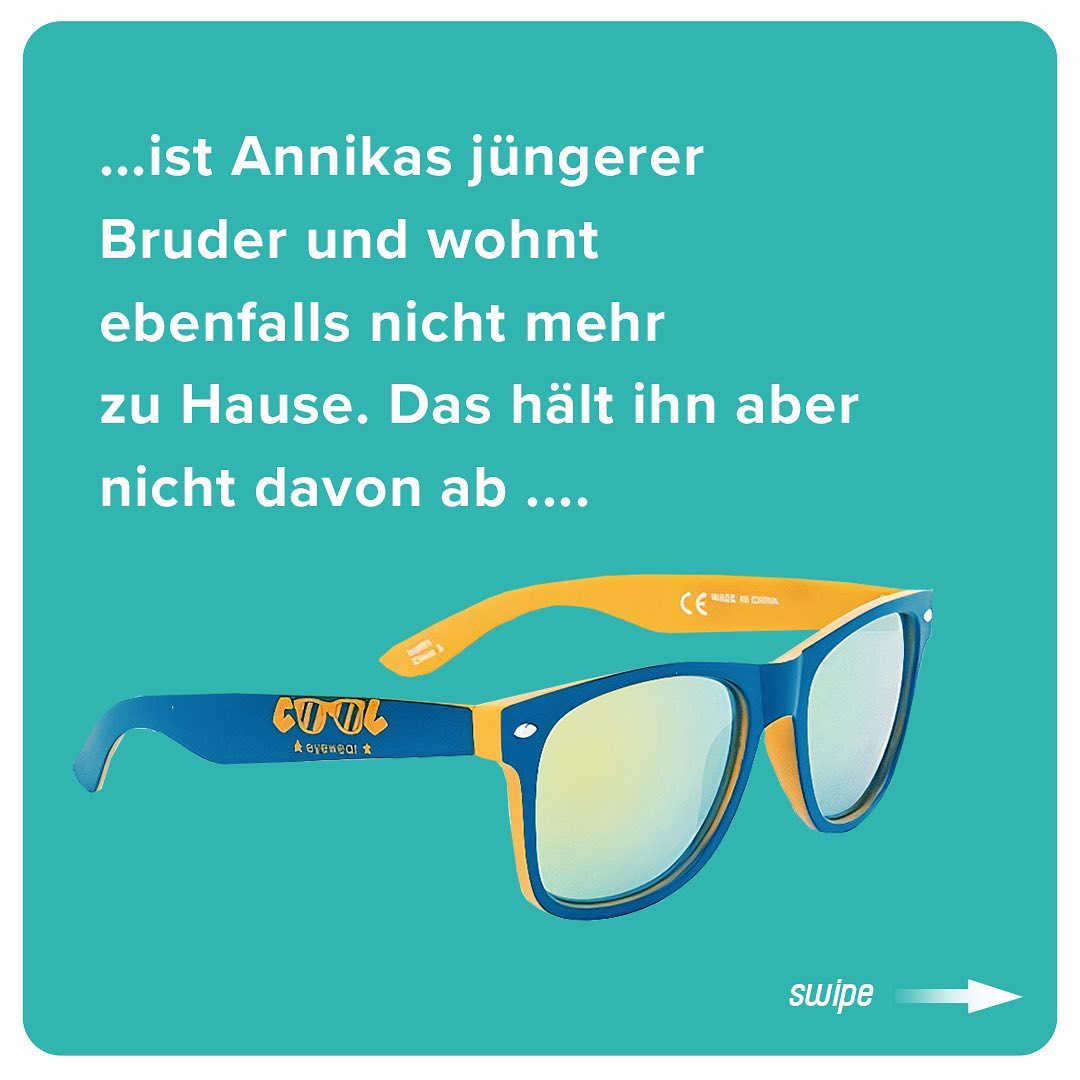 ...ist Annikas jüngerer
Bruder und wohnt
ebenfalls nicht mehr
zu Hause. Das hält ihn aber
nicht davon ab ....
CE
COOL
eyewear
swipe